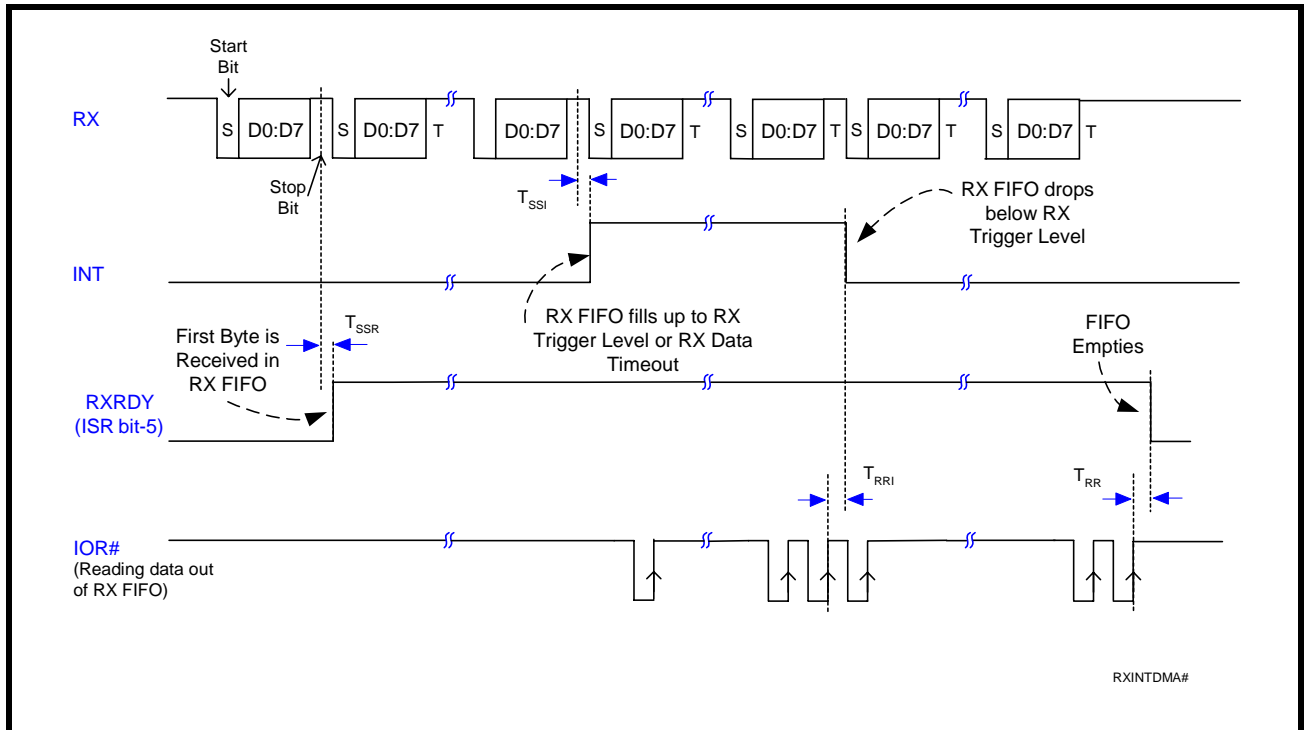 Start
Bit
RX
S D0:D7 S D0:D7 T D0:D7 S D0:D7 T S D0:D7 T S D0:D7 T S D0:D7 T
Stop
Bit
TSSI
RX FIFO drops
below RX
Trigger Level
INT
RX FIFO fills up to RX
Trigger Level or RX Data
Timeout
TSSR
First Byte is
Received in
RX FIFO
FIFO
Empties
RXRDY
(ISR bit-5)
TRRI
TRR
IOR#
(Reading data out
of RX FIFO)
RXINTDMA#